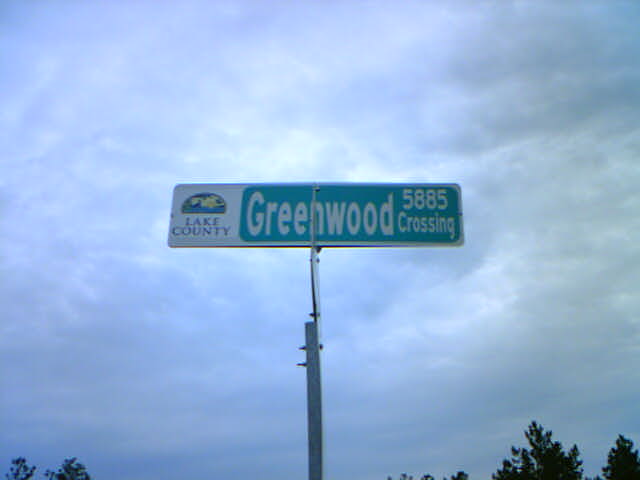 LAKE
COUNTY
Greenwood
5885
Crossing